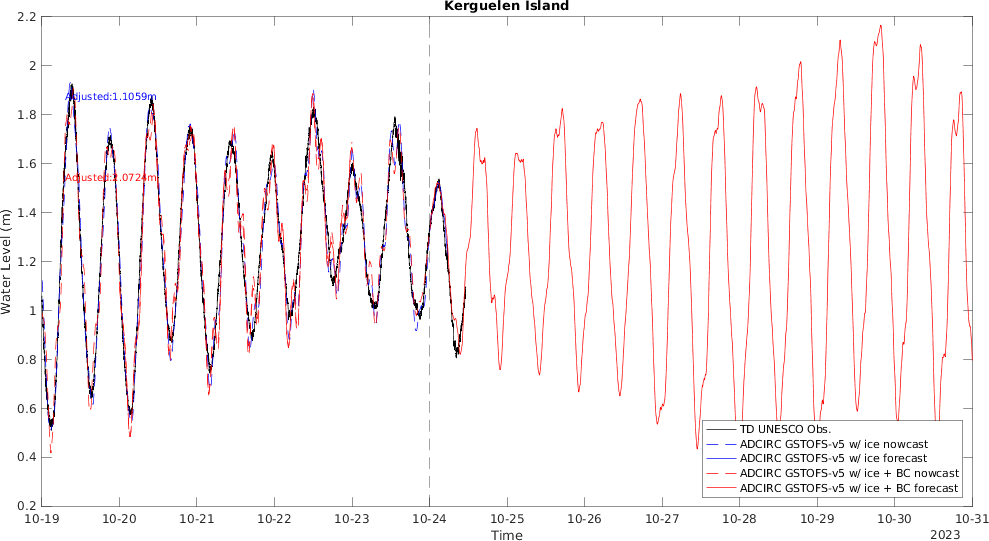 Kerguelen Island
2.2
2
1.8
1.6
1.4
1.2
1
0.8
0.6
0.4
0.2
Water Level (m)
Adjusted:1.1059m
Adjusted:2.0724m
TD UNESCO Obs.
ADCIRC GSTOFS-v5 w/ ice nowcast
ADCIRC GSTOFS-v5 w/ ice forecast
ADCIRC GSTOFS-v5 w/ ice + BC nowcast
ADCIRC GSTOFS-v5 w/ ice + BC forecast
10-19 10-20 10-21 10-22 10-23 10-24 10-25 10-26 10-27 10-28 10-29 10-30 10-31
Time
2023